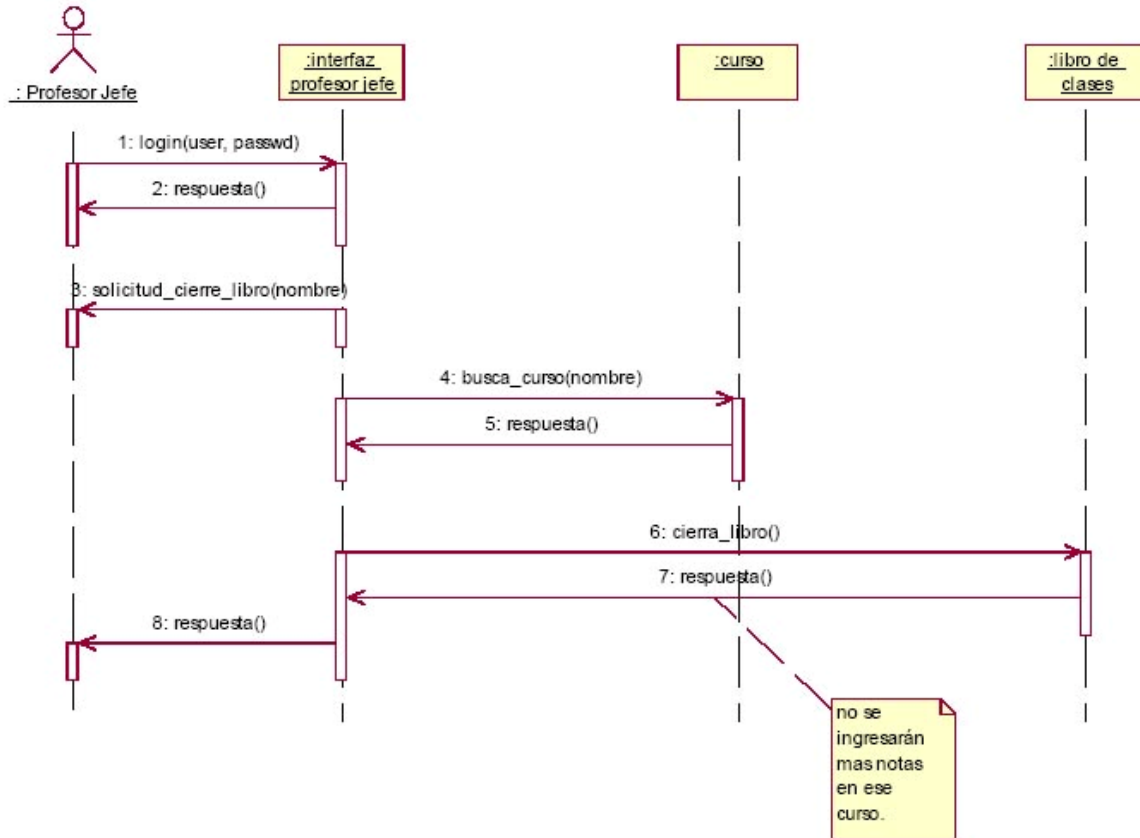 : Profesor Jefe
:interfaz
profesor jefe
:curso
:libro de
clases
1: login(user, passwd)
2: respuesta()
3: solicitud_cierre_libro(nombre)
4: busca_curso(nombre)
5: respuesta()
6: cierra_libro()
7: respuesta()
8: respuesta()
no se
ingresarán
mas notas
en ese
curso.